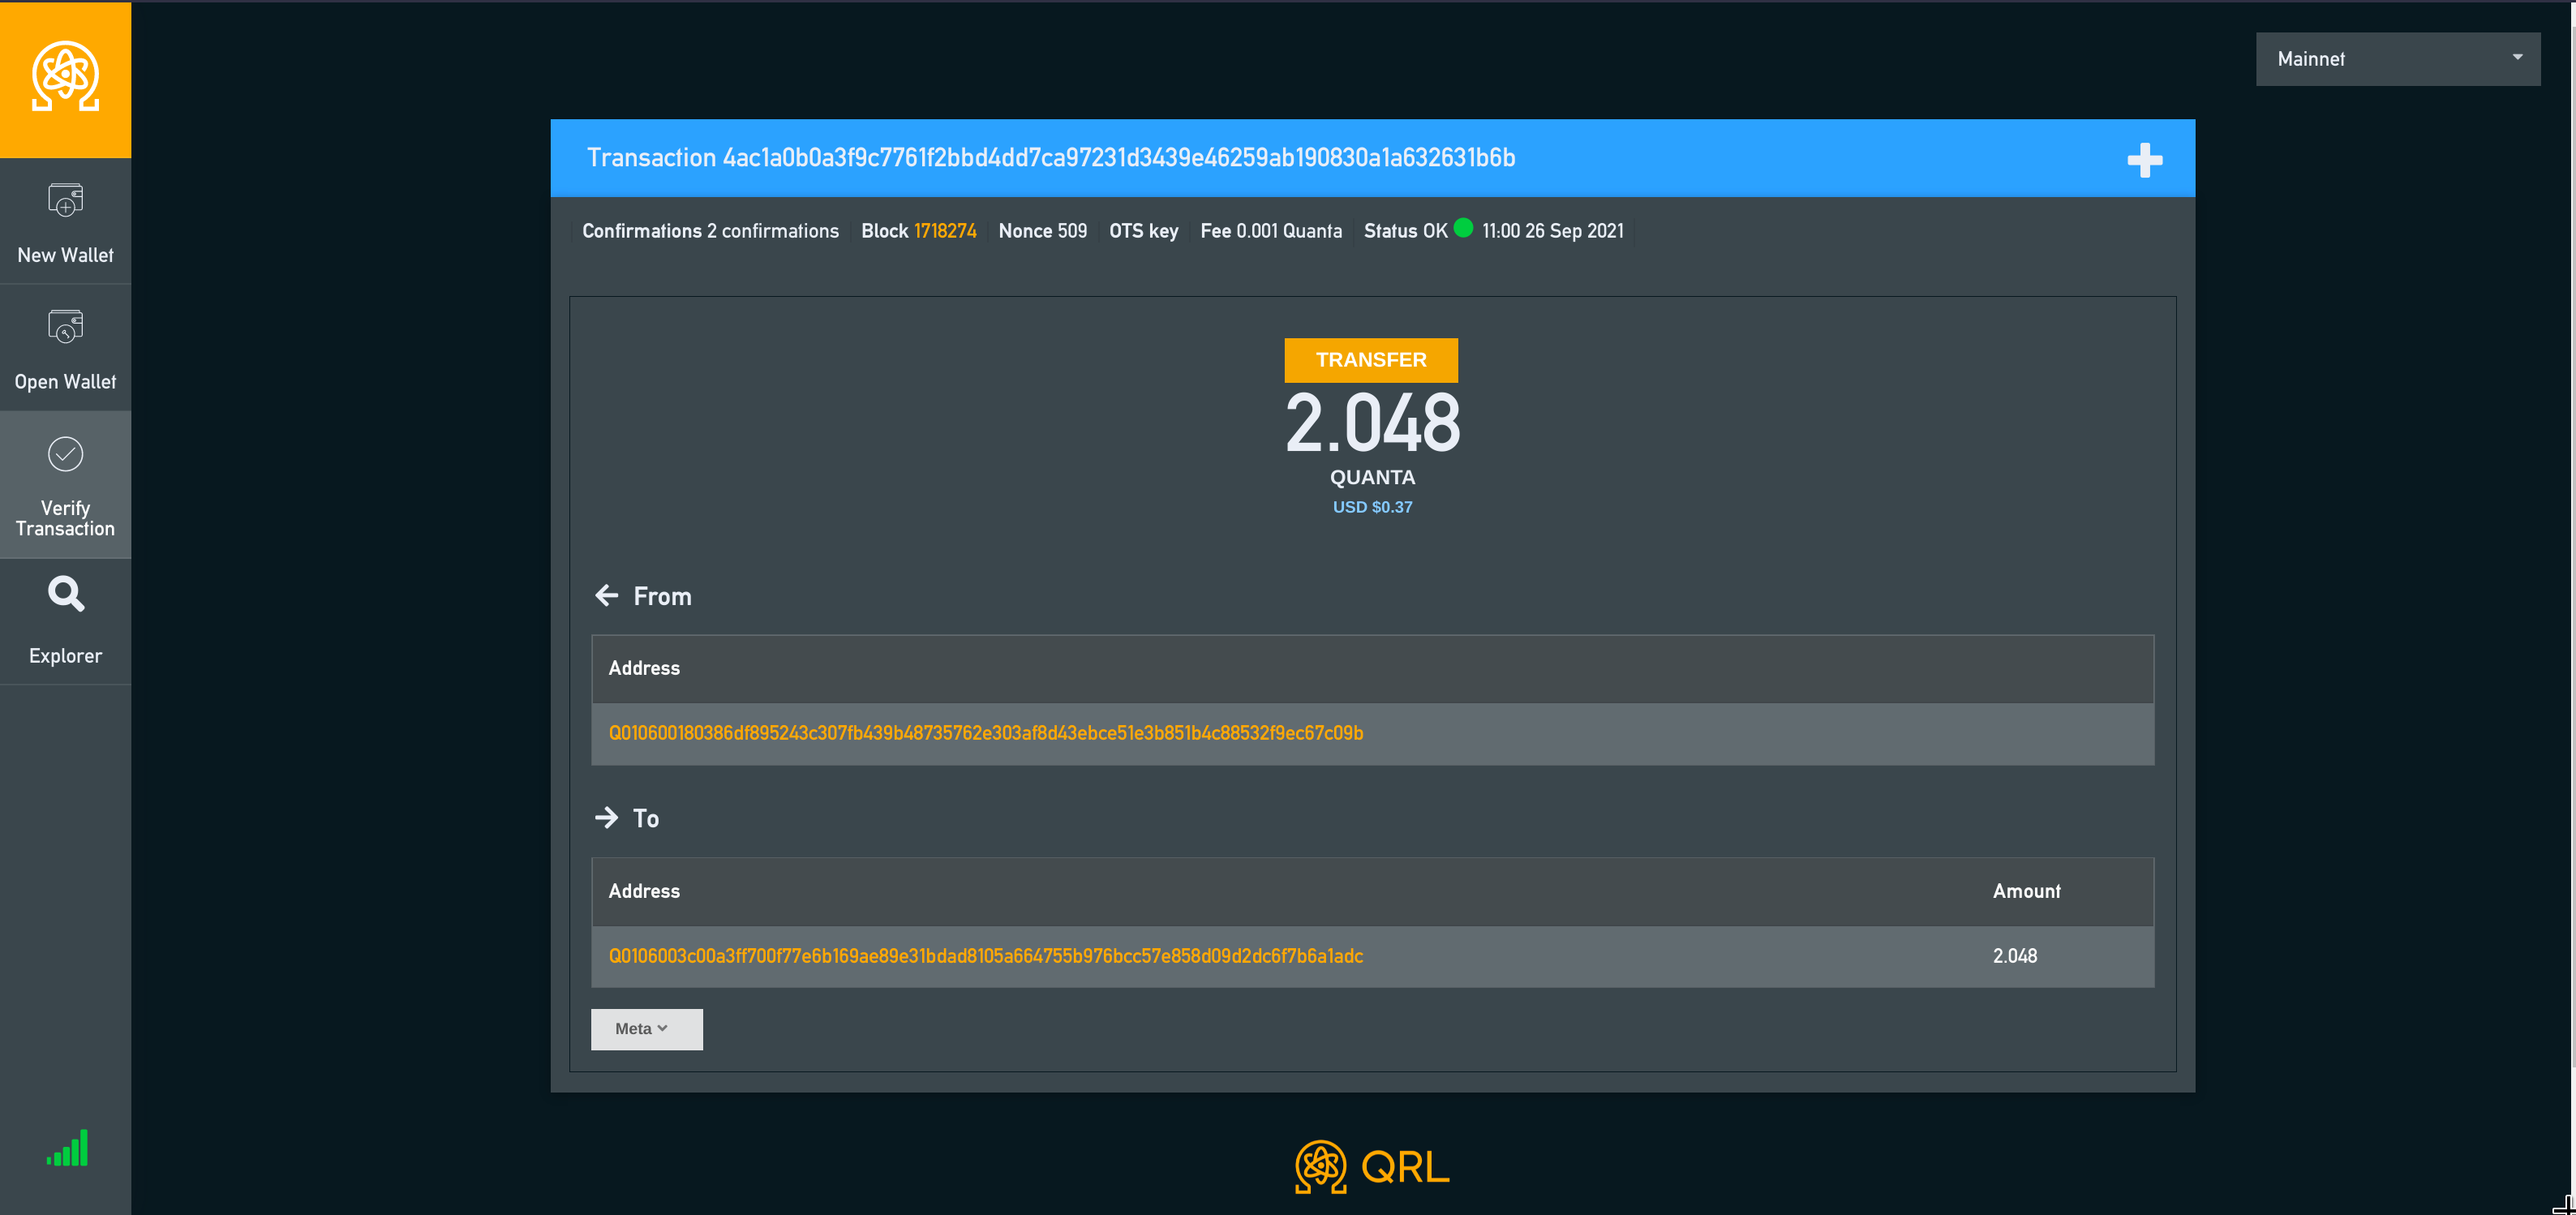 Mainnet
Transaction 4ac1a0b0a3f9c7761f2bbd4dd7ca97231d3439e46259ab190830a1a632631b6b
Confirmations 2 confirmations Block 1718274 Nonce 509 OTS key Fee 0.001 Quanta Status OK 11:00 26 Sep 2021
New Wallet
Open Wallet
Verify
Transaction
Explorer
TRANSFER
2.048
QUANTA
USD $0.37
From
Address
Q010600180386df895243c307fb439b48735762e303af8d43ebce51e3b851b4c88532f9ec67c09b
To
Address Amount
Q0106003c00a3ff700f77e6b169ae89e31bdad8105a664755b976bcc57e858d09d2dc6f7b6a1adc 2.048
Meta
QRL